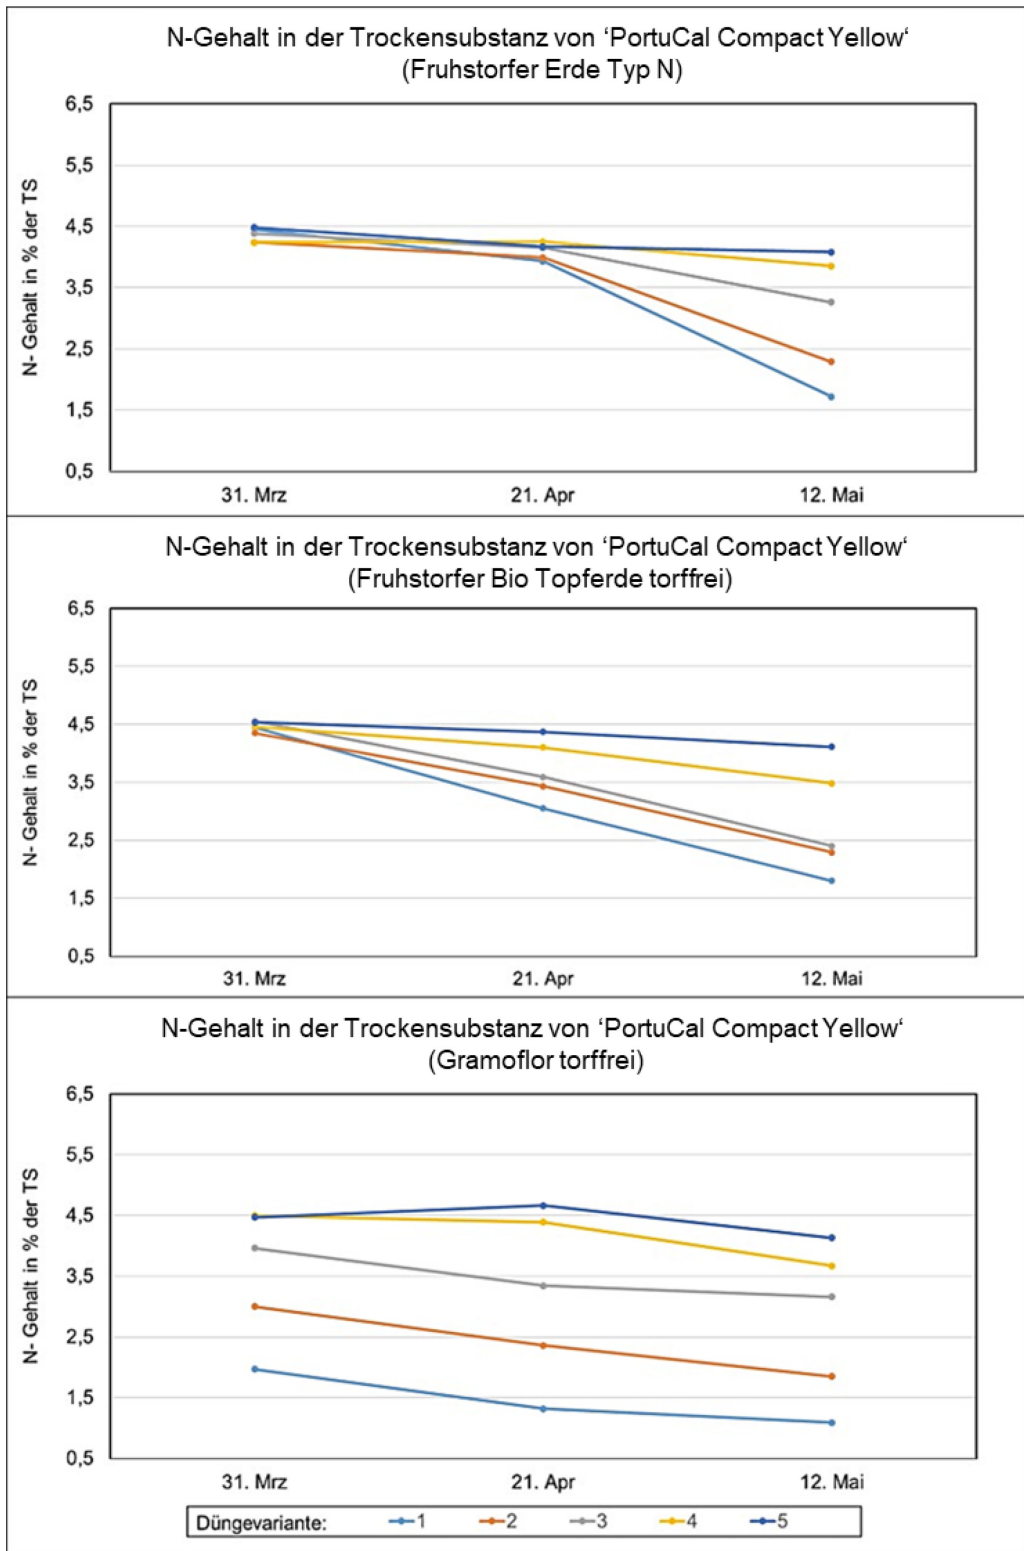 N-Gehalt in der Trockensubstanz von ‘PortuCal Compact Yellow‘
(Fruhstorfer Erde Typ N)
N- Gehalt in % der TS
6,5
5,5
4,5
3,5
2,5
1,5
0,5
31. Mrz 21. Apr 12. Mai
N-Gehalt in der Trockensubstanz von ‘PortuCal Compact Yellow‘
(Fruhstorfer Bio Topferde torffrei)
N- Gehalt in % der TS
6,5
5,5
4,5
3,5
2,5
1,5
0,5
31. Mrz 21. Apr 12. Mai
N-Gehalt in der Trockensubstanz von ‘PortuCal Compact Yellow‘
(Gramoflor torffrei)
N- Gehalt in % der TS
6,5
5,5
4,5
3,5
2,5
1,5
0,5
31. Mrz 21. Apr 12. Mai
Düngevariante: 1 2 3 4 5